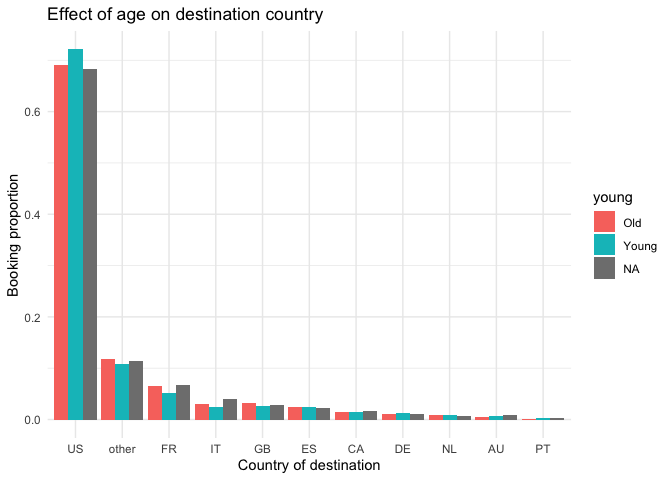 Effect of age on destination country
Booking proportion
0.6
0.4
0.2
0.0
US other FR IT GB ES CA DE NL AU PT
Country of destination
young
Old
Young
NA